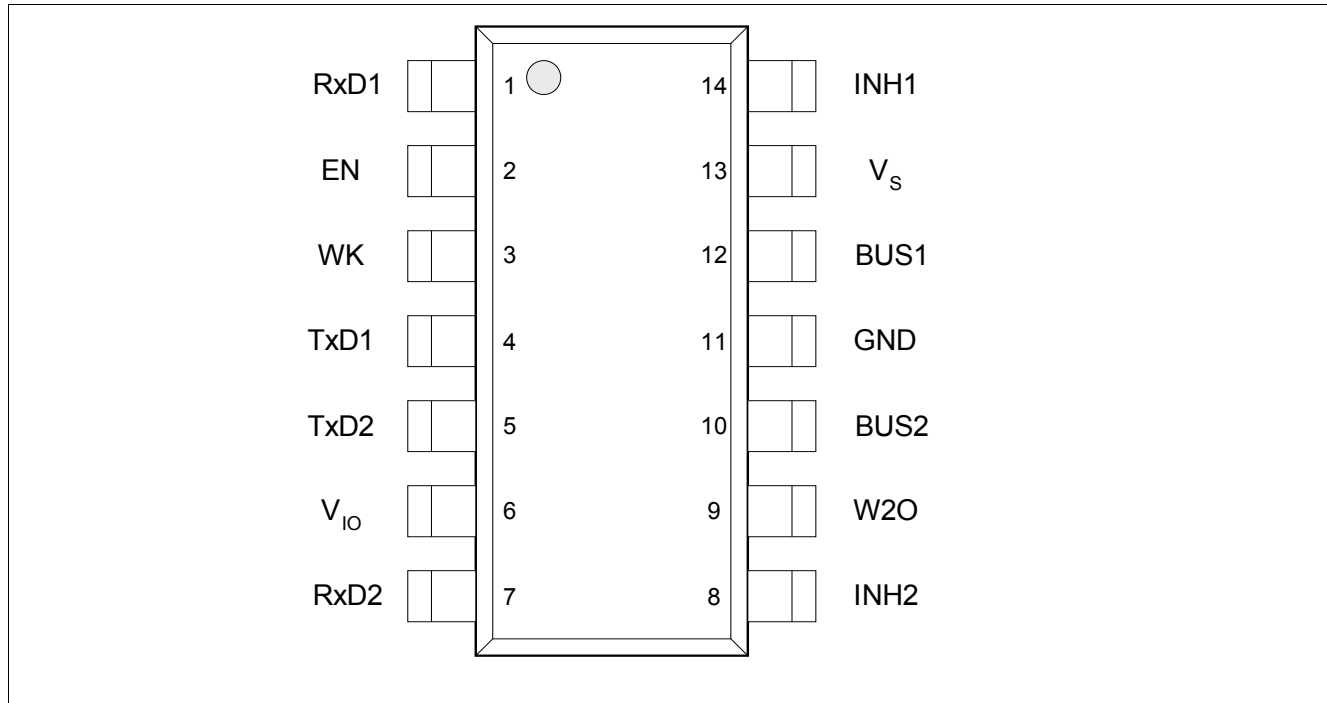 RxD1 1 14 INH1
EN 2 13 VS
WK 3 12 BUS1
TxD1 4 11 GND
TxD2 5 10 BUS2
VIO 6 9 W2O
RxD2 7 8 INH2